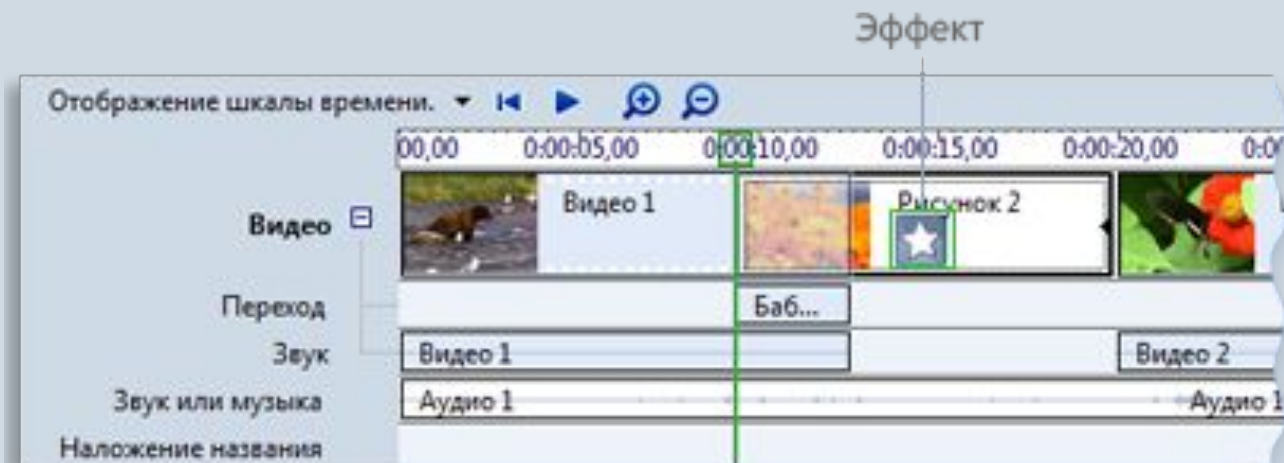 Эффект
Отображение шкалы времени.
00,00 0:00:05,00 0:00:10,00 0:00:15,00 0:00:20,00 0:0
Видео Видео 1 Рисунок 2
Переход Баб...
Звук Видео 1 Видео 2
Звук или музыка Аудио 1 Аудио 1
Наложение названия